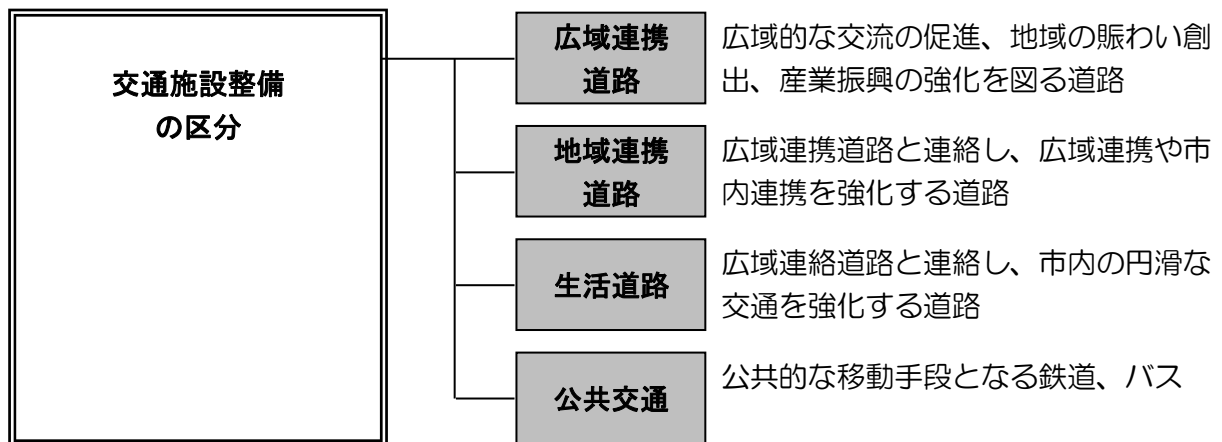 交通施設整備
の区分
広域連携
道路
広域的な交流の促進、地域の賑わい創
出、産業振興の強化を図る道路
地域連携
道路
広域連携道路と連絡し、広域連携や市
内連携を強化する道路
生活道路
広域連絡道路と連絡し、市内の円滑な
交通を強化する道路
公共交通
公共的な移動手段となる鉄道、バス